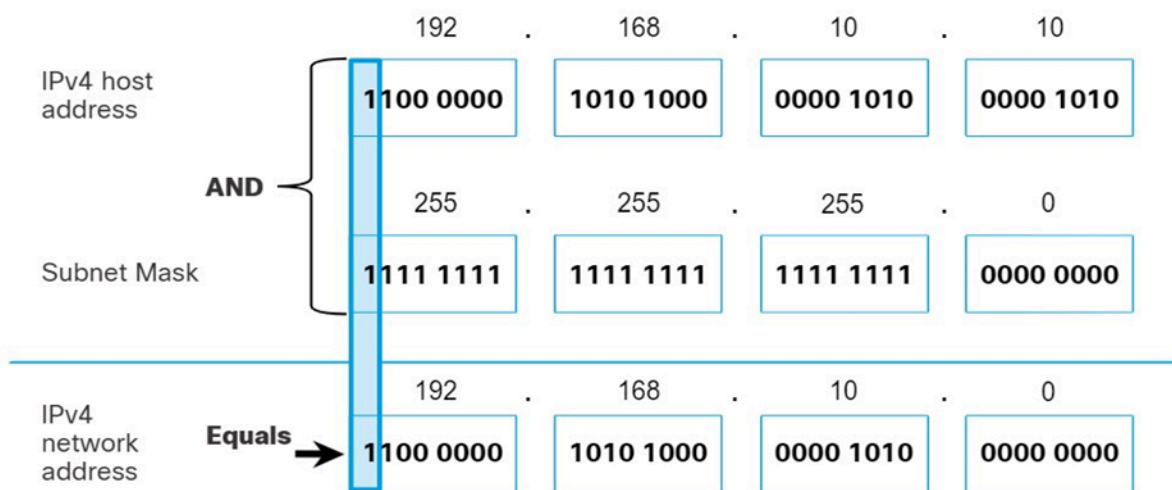 192 . 168 . 10 . 10
IPv4 host
address
1100 0000 1010 1000 0000 1010 0000 1010
AND
255 . 255 . 255 . 0
Subnet Mask
1111 1111 1111 1111 1111 1111 0000 0000
192 . 168 . 10 . 0
IPv4
network
address
Equals
1100 0000 1010 1000 0000 1010 0000 0000